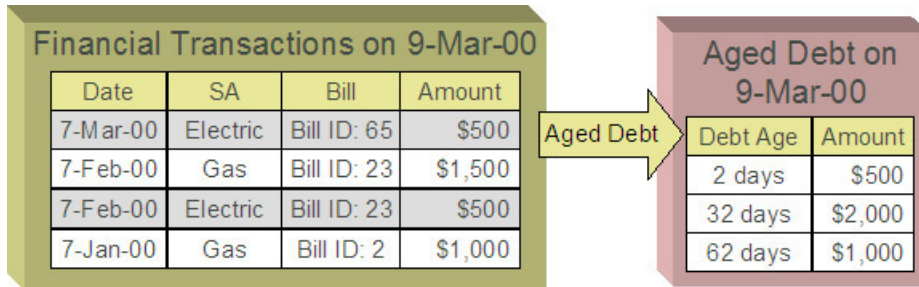 Financial Transactions on 9-Mar-00
Date SA Bill Amount
7-Mar-00 Electric Bill ID: 65 $500
7-Feb-00 Gas Bill ID: 23 $1,500
7-Feb-00 Electric Bill ID: 23 $500
7-Jan-00 Gas Bill ID: 2 $1,000
Aged Debt
Aged Debt on
9-Mar-00
Debt Age Amount
2 days $500
32 days $2,000
62 days $1,000